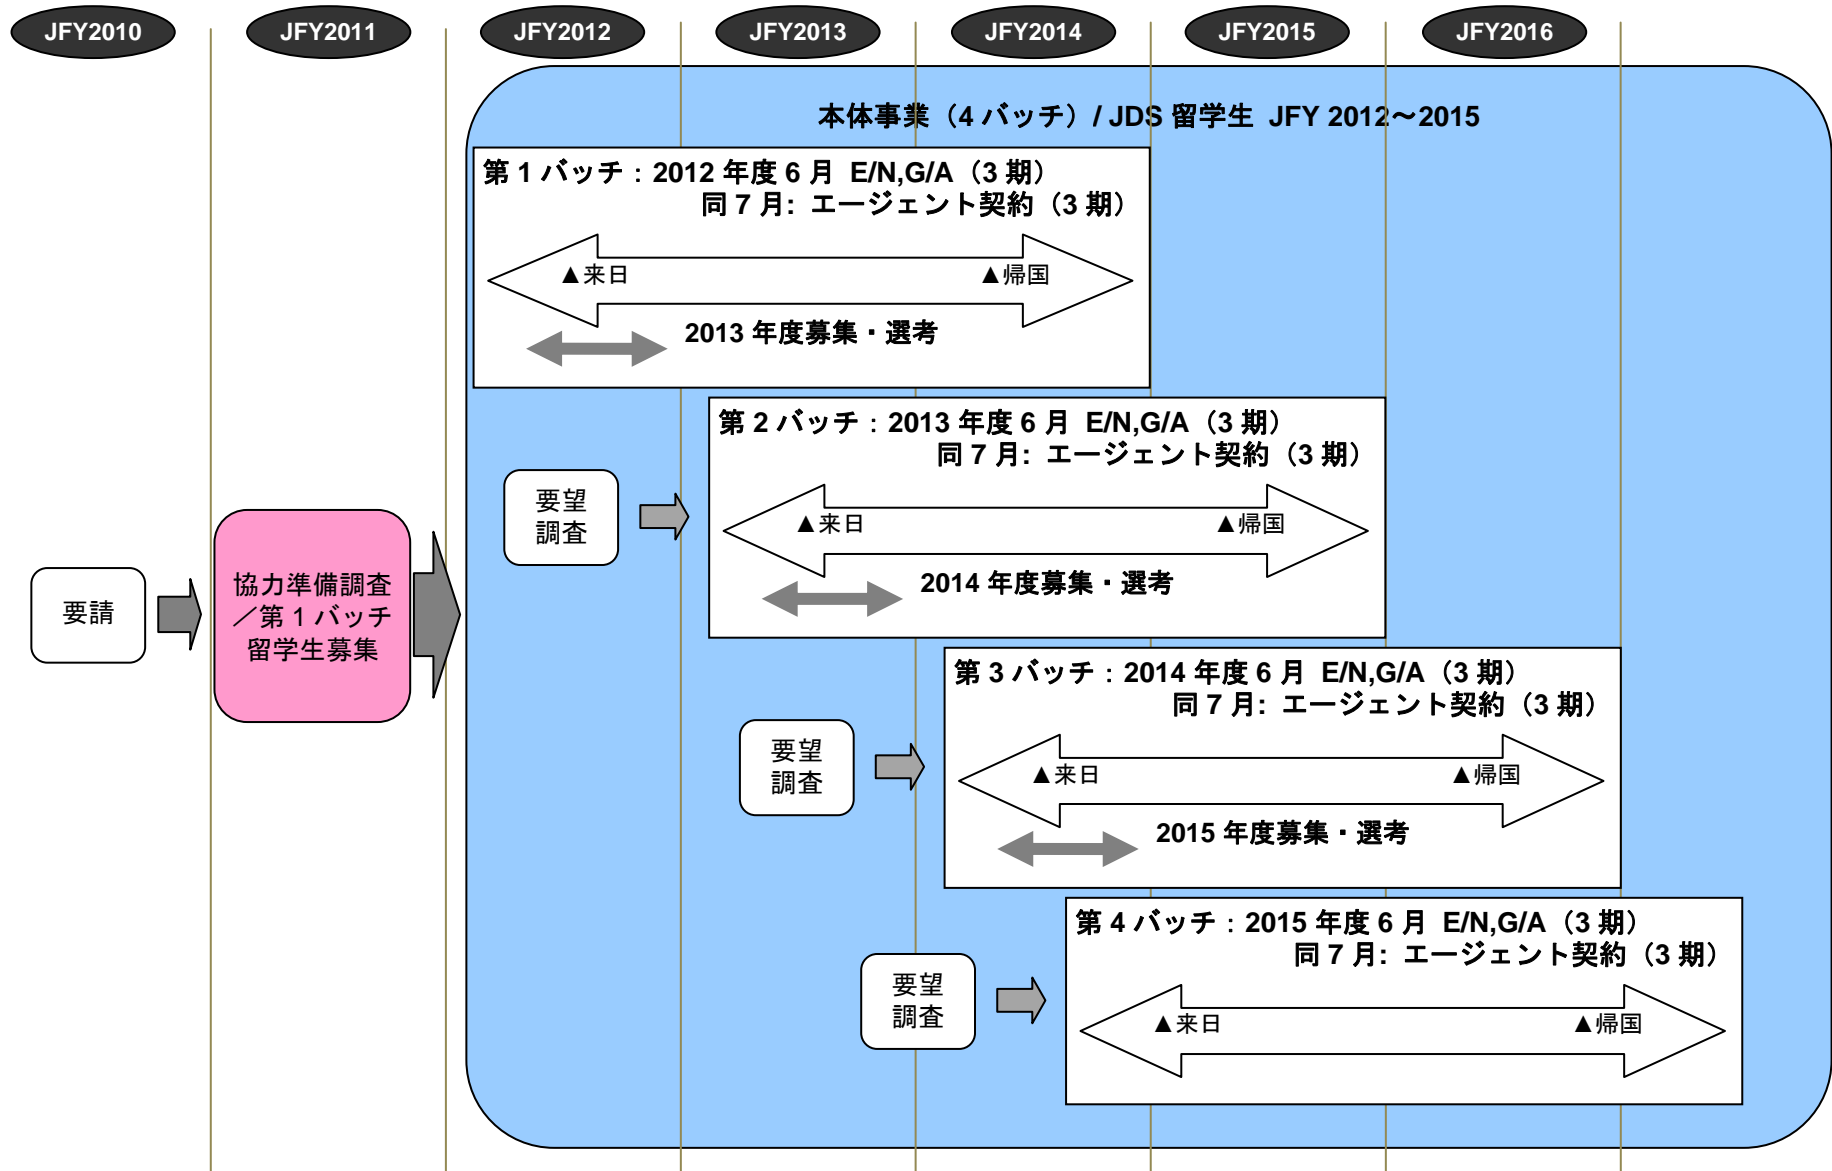 JFY2010
JFY2011
JFY2012
JFY2013
JFY2014
JFY2015
JFY2016
本体事業（4 バッチ）/ JDS 留学生 JFY 2012～2015
第 1 バッチ：2012 年度 6 月 E/N,G/A（3 期）
同 7 月: エージェント契約（3 期）
▲来日
▲帰国
2013 年度募集・選考
第 2 バッチ：2013 年度 6 月 E/N,G/A（3 期）
同 7 月: エージェント契約（3 期）
要望
調査
▲来日
▲帰国
2014 年度募集・選考
要請
協力準備調査
／第 1 バッチ
留学生募集
第 3 バッチ：2014 年度 6 月 E/N,G/A（3 期）
同 7 月: エージェント契約（3 期）
要望
調査
▲来日
▲帰国
2015 年度募集・選考
第 4 バッチ：2015 年度 6 月 E/N,G/A（3 期）
同 7 月: エージェント契約（3 期）
要望
調査
▲来日
▲帰国